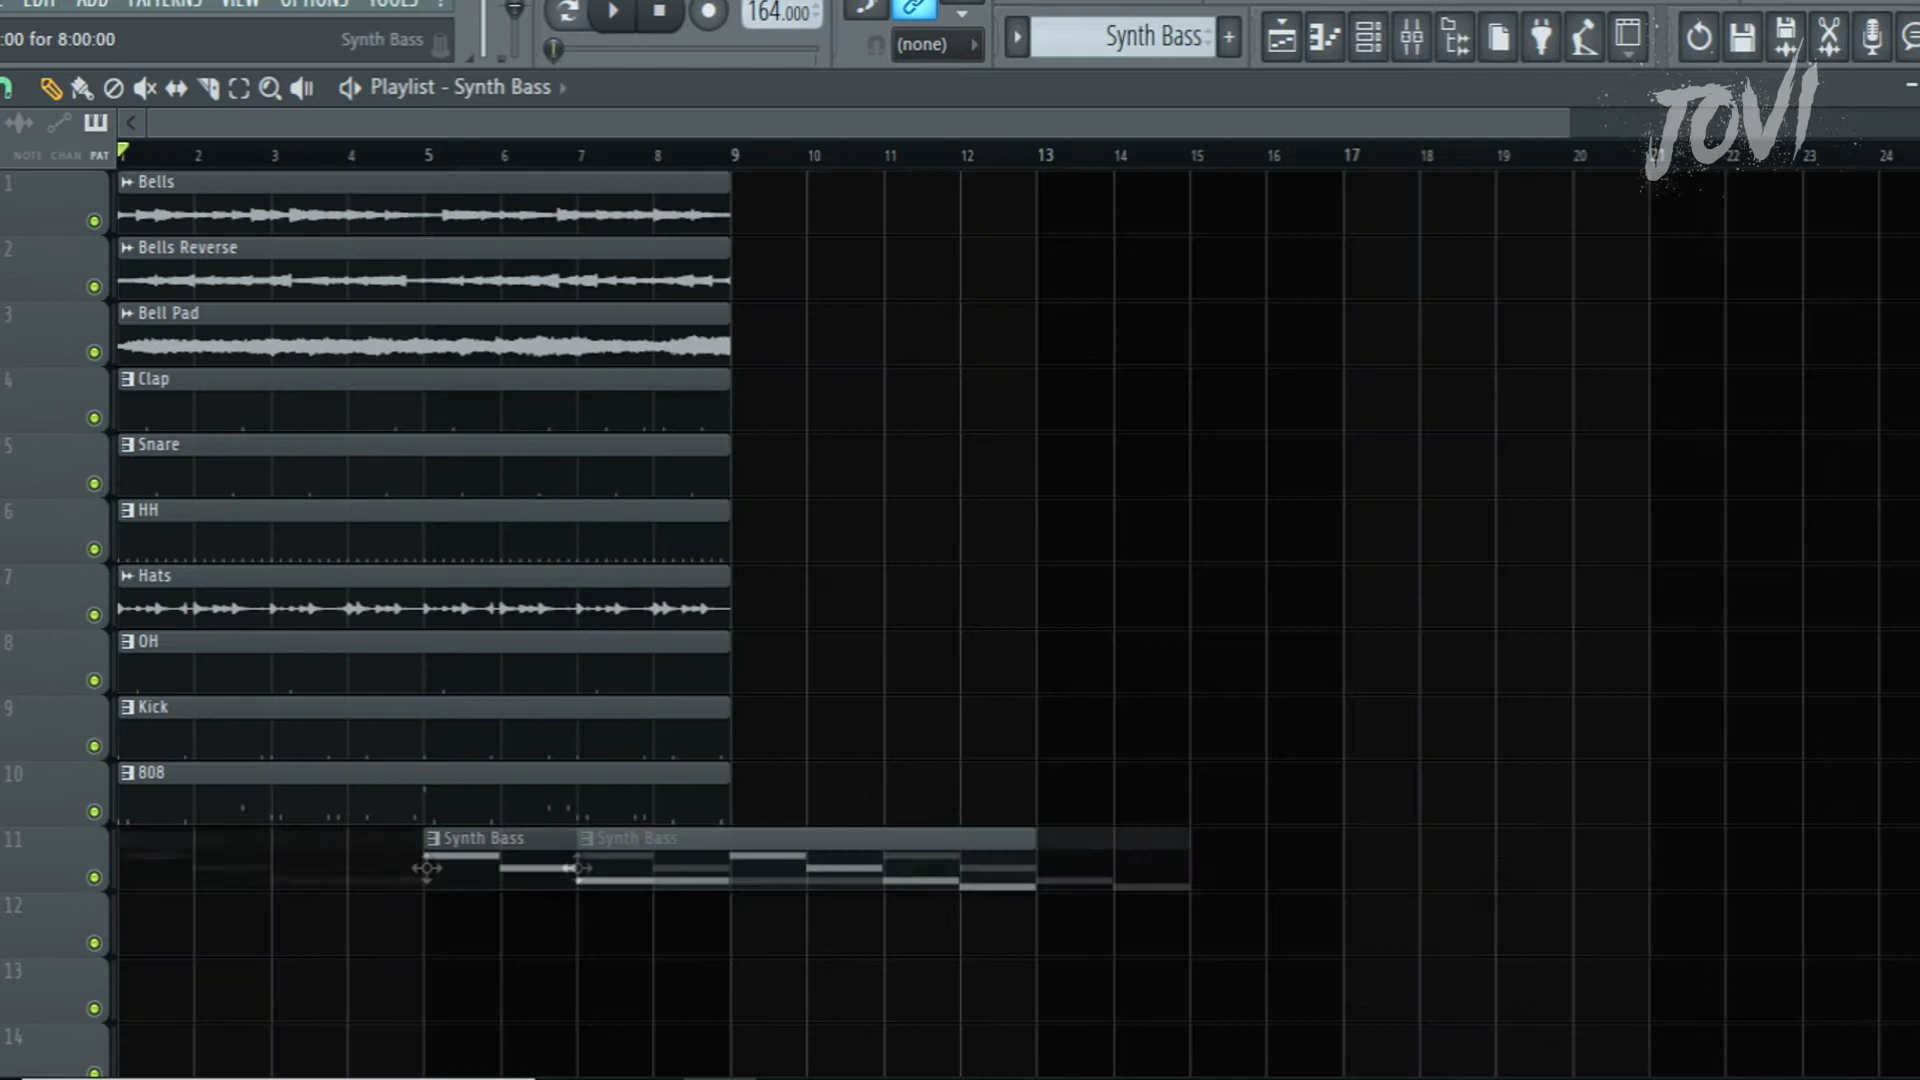 EDIT ADD PATTERNS VIEW OPTIONS TOOLS ?
:00 for 8:00:00 Synth Bass
164.000
(none)
Synth Bass
Playlist - Synth Bass
JOVI
NOTE CHAN PAT
1 2 3 4 5 6 7 8 9 10 11 12 13 14 15 16 17 18 19 20 21 22 23 24
1 Bells
2 Bells Reverse
3 Bell Pad
4 Clap
5 Snare
6 HH
7 Hats
8 OH
9 Kick
10 808
11 Synth Bass Synth Bass
12
13
14